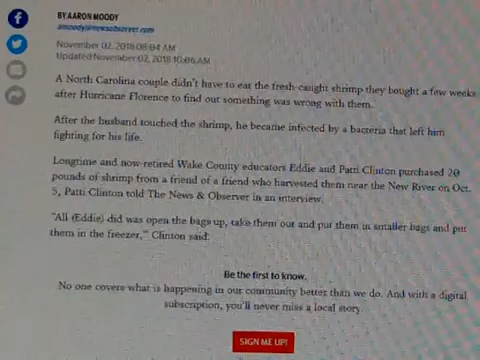 BY AARON MOODY
amoody@newsobserver.com
November 02, 2018 08:04 AM
Updated November 02, 2018 10:06 AM
A North Carolina couple didn't have to eat the fresh-caught shrimp they bought a few weeks
after Hurricane Florence to find out something was wrong with them.
After the husband touched the shrimp, he became infected by a bacteria that left him
fighting for his life.
Longtime and now-retired Wake County educators Eddie and Patti Clinton purchased 20
pounds of shrimp from a friend of a friend who harvested them near the New River on Oct.
5, Patti Clinton told The News & Observer in an interview.
"All (Eddie) did was open the bags up, take them out and put them in smaller bags and put
them in the freezer," Clinton said.
Be the first to know.
No one covers what is happening in our community better than we do. And with a digital
subscription, you'll never miss a local story.
SIGN ME UP!